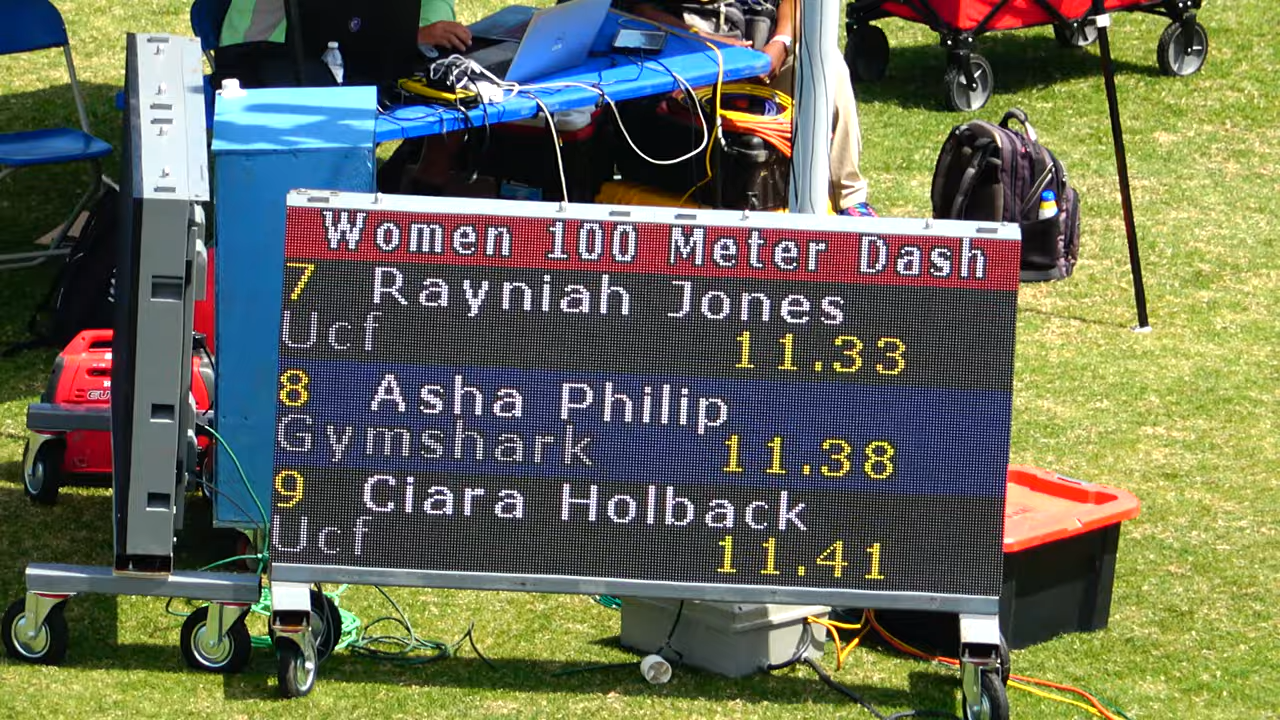 Women 100 Meter Dash
7 Rayniah Jones
Ucf 11.33
8 Asha Philip
Gymshark 11.38
9 Ciara Holback
Ucf 11.41